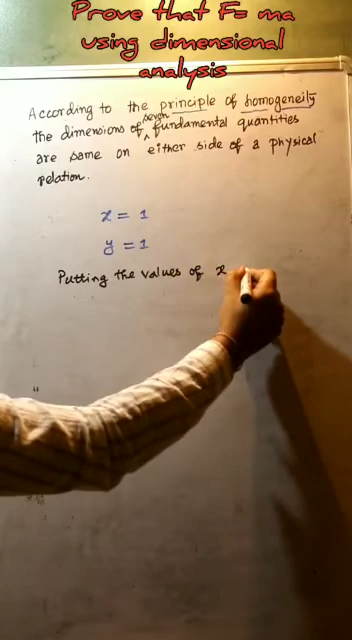 Prove that F= ma
using dimensional
analysis
According to the principle of homogeneity
seven
the dimensions of ^ fundamental quantities
are same on either side of a physical
relation.
x = 1
y = 1
Putting the values of x